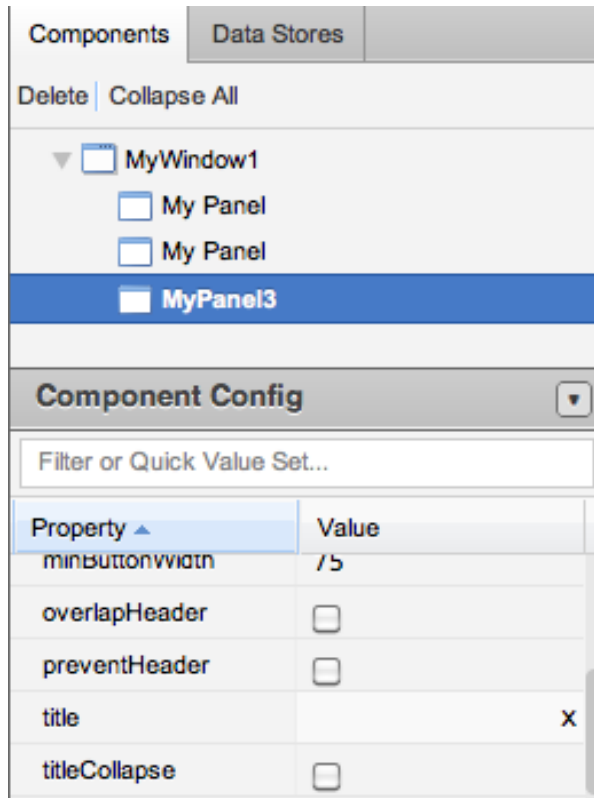 Components Data Stores
Delete Collapse All
MyWindow1
My Panel
My Panel
MyPanel3
Component Config
Filter or Quick Value Set...
Property Value
minButtonWidth 75
overlapHeader
preventHeader
title x
titleCollapse